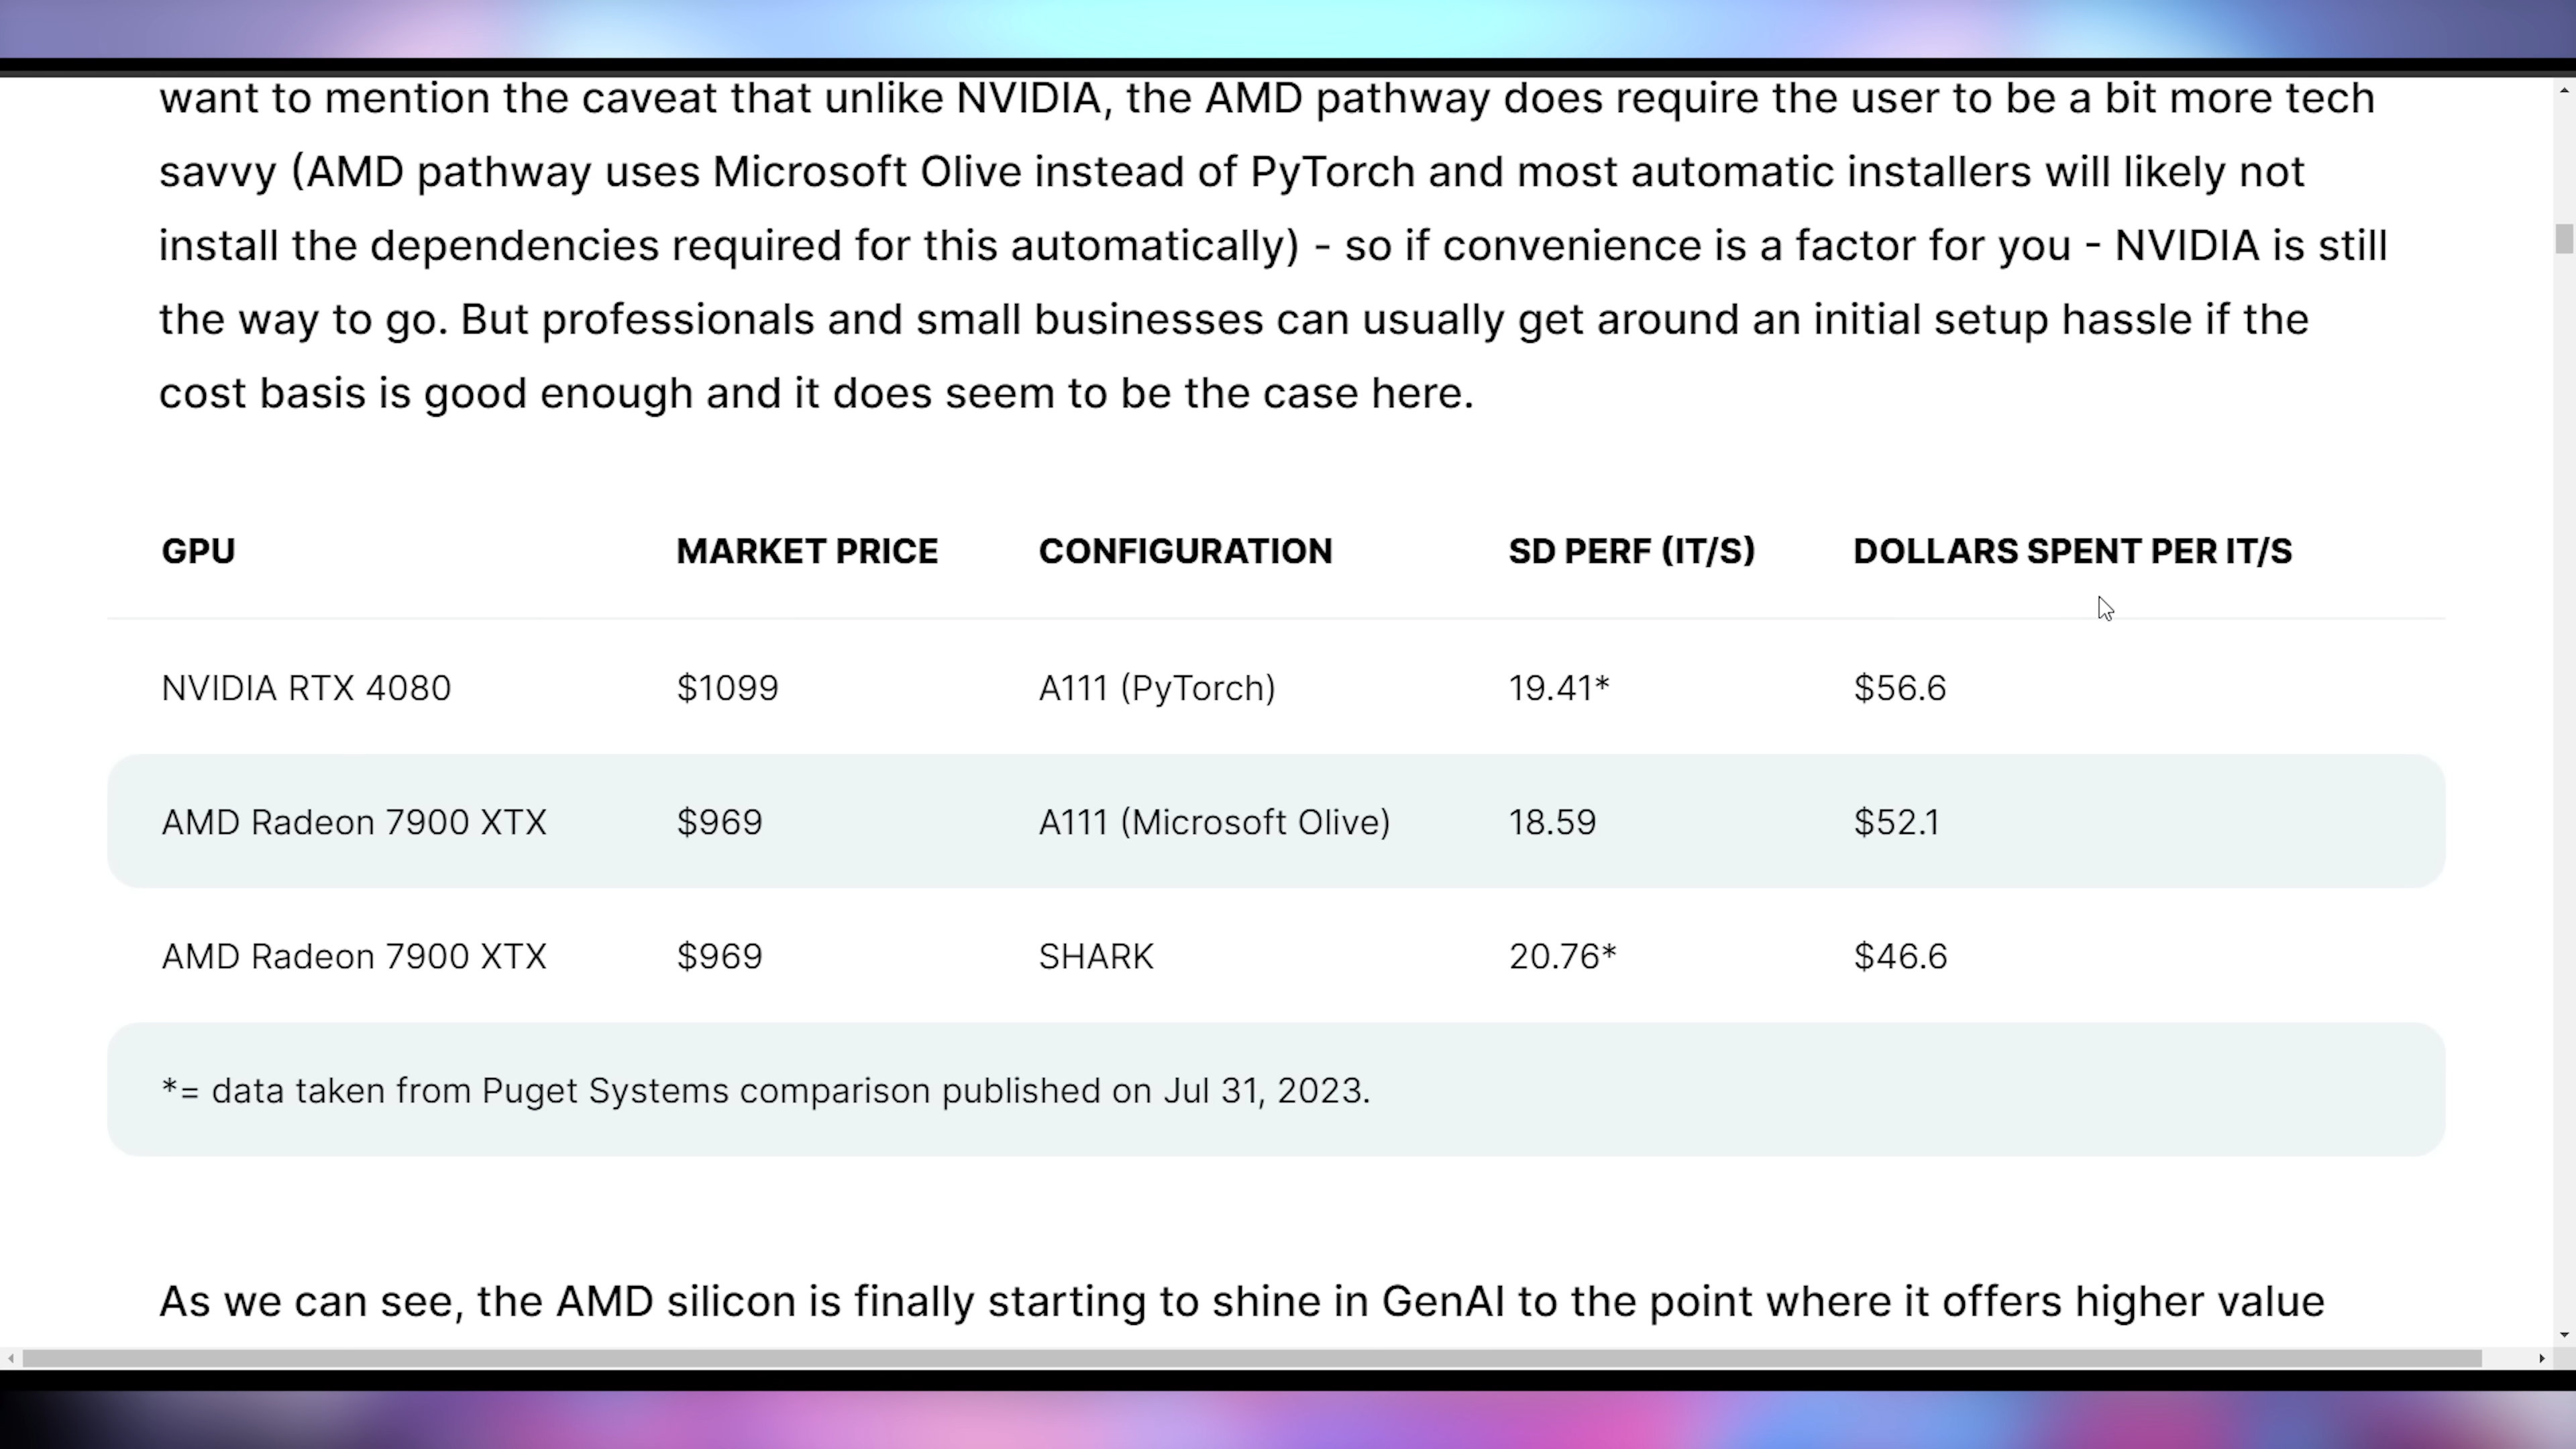 want to mention the caveat that unlike NVIDIA, the AMD pathway does require the user to be a bit more tech
savvy (AMD pathway uses Microsoft Olive instead of PyTorch and most automatic installers will likely not
install the dependencies required for this automatically) - so if convenience is a factor for you - NVIDIA is still
the way to go. But professionals and small businesses can usually get around an initial setup hassle if the
cost basis is good enough and it does seem to be the case here.
GPU MARKET PRICE CONFIGURATION SD PERF (IT/S) DOLLARS SPENT PER IT/S
NVIDIA RTX 4080 $1099 A111 (PyTorch) 19.41* $56.6
AMD Radeon 7900 XTX $969 A111 (Microsoft Olive) 18.59 $52.1
AMD Radeon 7900 XTX $969 SHARK 20.76* $46.6
*= data taken from Puget Systems comparison published on Jul 31, 2023.
As we can see, the AMD silicon is finally starting to shine in GenAI to the point where it offers higher value